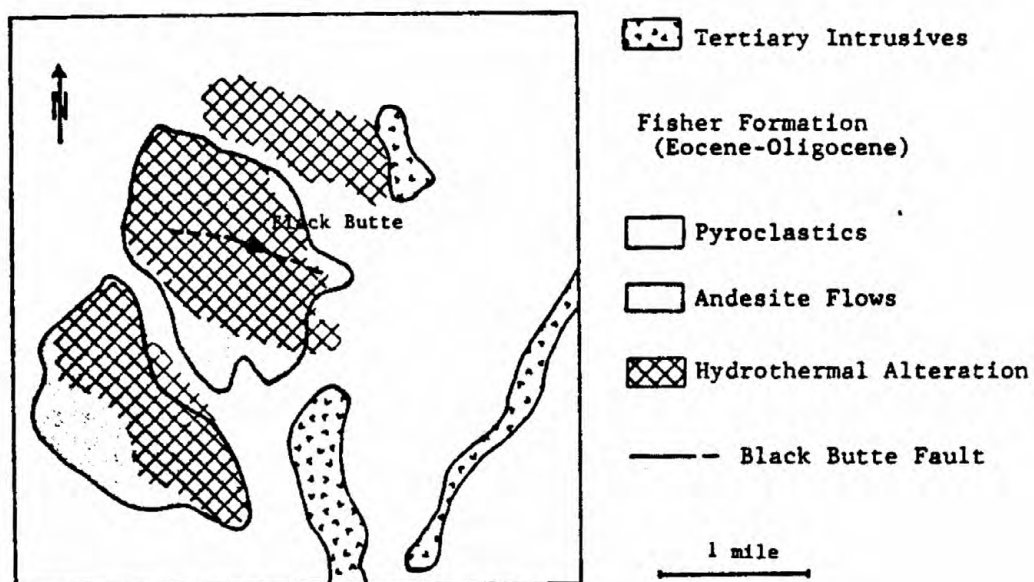 N
Black Butte
Tertiary Intrusives
Fisher Formation
(Eocene-Oligocene)
Pyroclastics
Andesite Flows
Hydrothermal Alteration
Black Butte Fault
1 mile